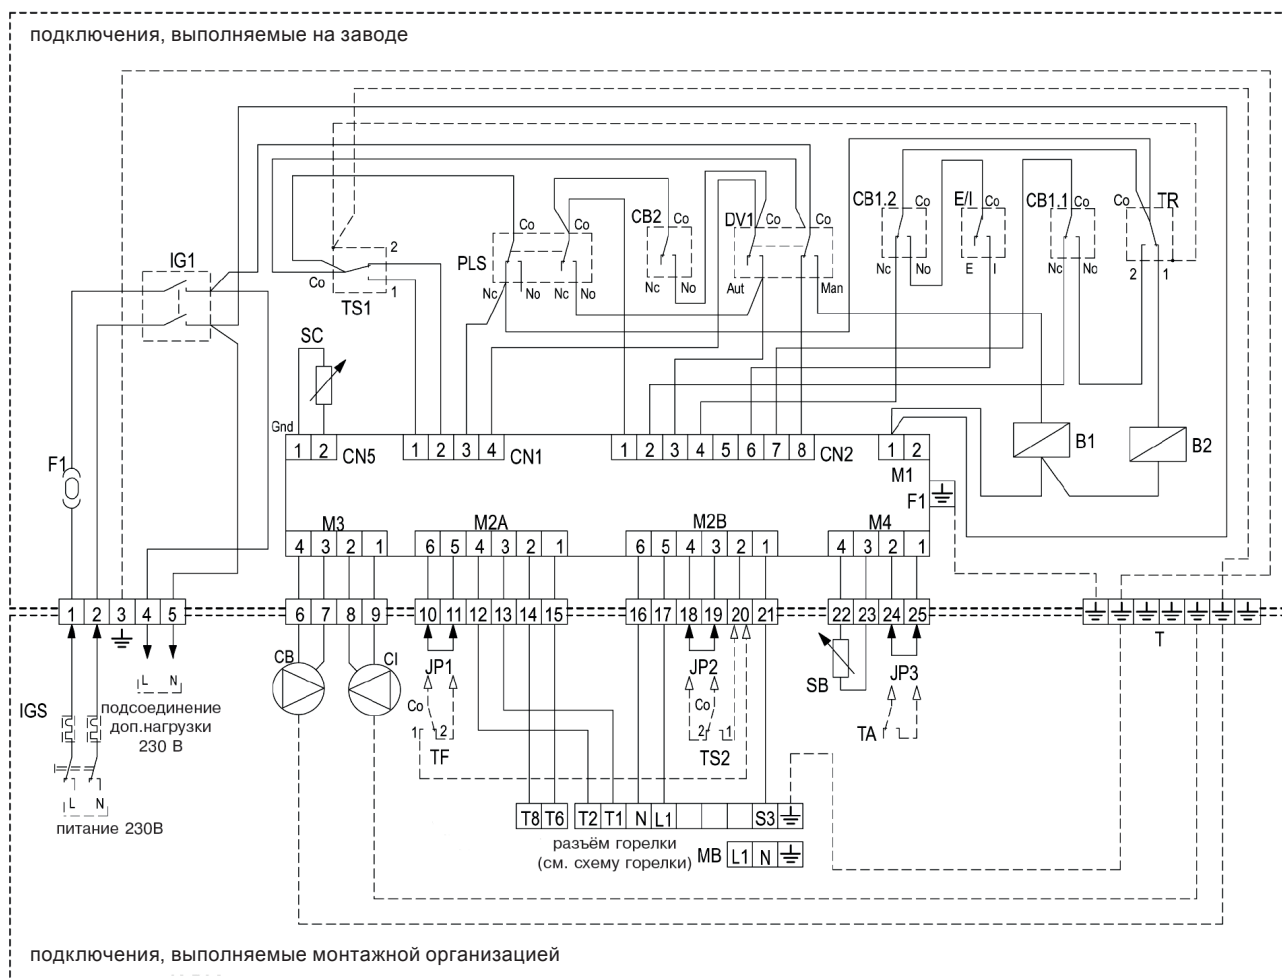 подключения, выполняемые на заводе
IG1
TS1
Co
2
1
PLS
Co Co
Nc No Nc No
CB2 Co
Nc No
DV1 Co Co
Aut Man
CB1.2 Co
Nc No
E/I Co
E I
CB1.1 Co
Nc No
Co TR
2 1
SC
Gnd
1 2 CN5
1 2 3 4 CN1
1 2 3 4 5 6 7 8 CN2
1 2
M1
F1
B1
B2
F1
M3
4 3 2 1
M2A
6 5 4 3 2 1
M2B
6 5 4 3 2 1
M4
4 3 2 1
1 2 3 4 5
6 7 8 9
10 11 12 13 14 15
16 17 18 19 20 21
22 23 24 25
T
L N
подсоединение
доп.нагрузки
230 В
IGS
L N
питание 230В
CB
CI
JP1
Co
1 2
TF
JP2
Co
2 1
TS2
SB
JP3
TA
T8 T6
T2 T1 N L1 S3
разъём горелки
(см. схему горелки)
MB L1 N
подключения, выполняемые монтажной организацией